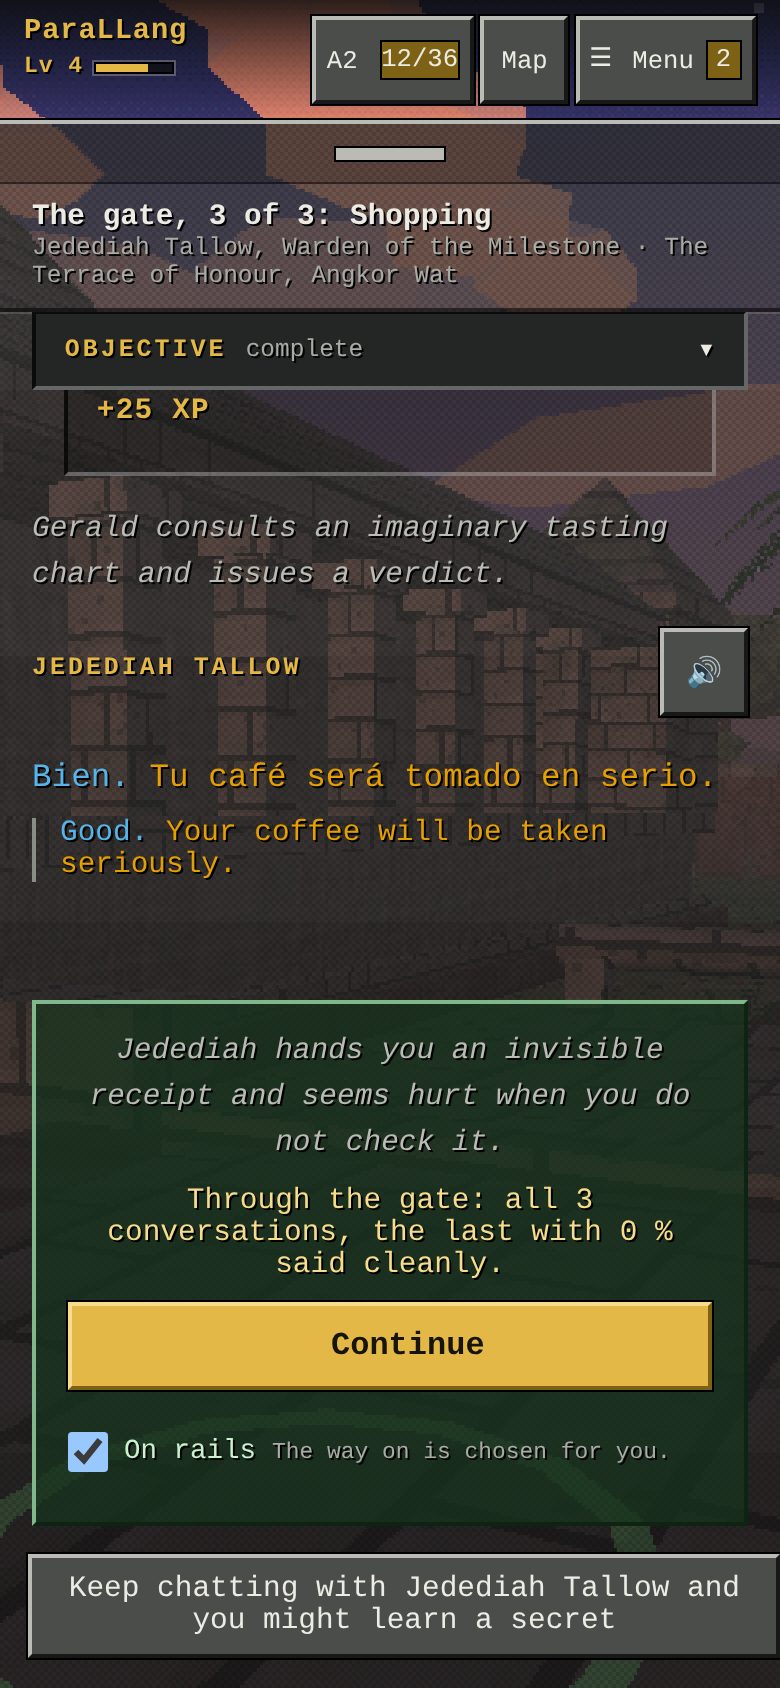 ParaLLang
Lv 4
A2 12/36
Map
☰ Menu 2
The gate, 3 of 3: Shopping
Jedediah Tallow, Warden of the Milestone · The
Terrace of Honour, Angkor Wat
OBJECTIVE complete ▼
+25 XP
Gerald consults an imaginary tasting
chart and issues a verdict.
JEDEDIAH TALLOW
Bien. Tu café será tomado en serio.
Good. Your coffee will be taken
seriously.
Jedediah hands you an invisible
receipt and seems hurt when you do
not check it.
Through the gate: all 3
conversations, the last with 0 %
said cleanly.
Continue
On rails The way on is chosen for you.
Keep chatting with Jedediah Tallow and
you might learn a secret